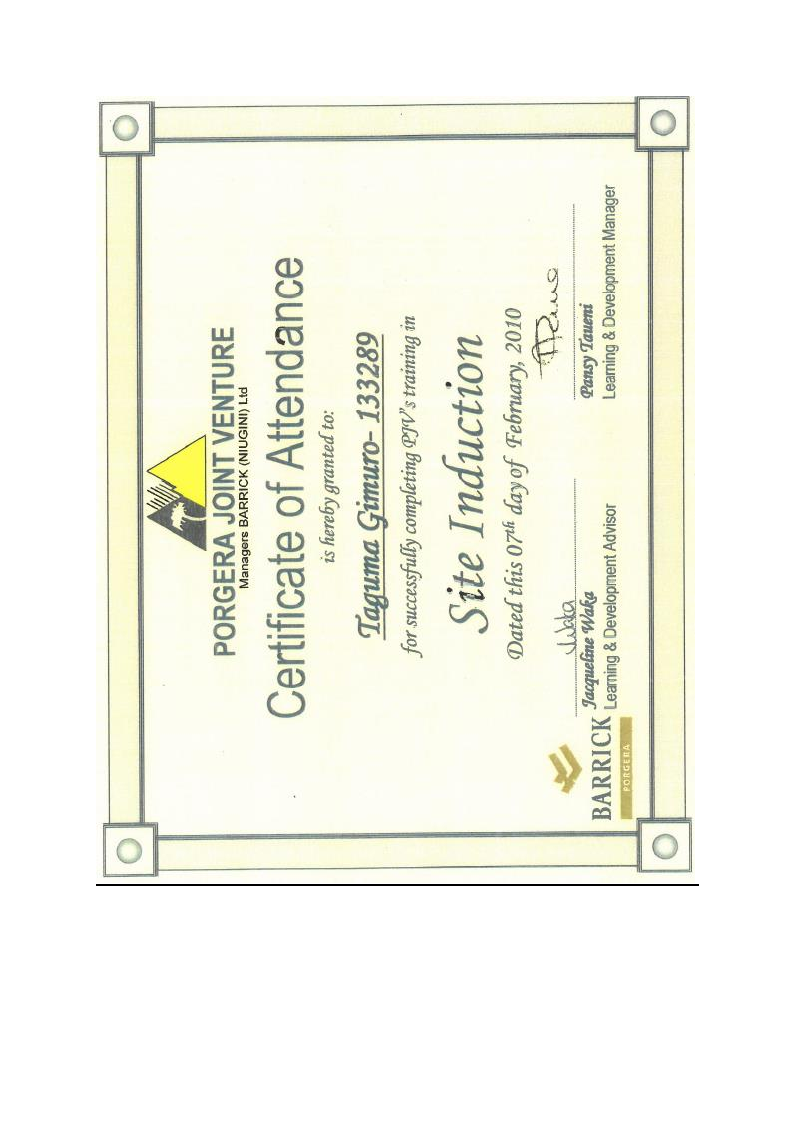 PORGERA JOINT VENTURE
Managers BARRICK (NIUGINI) Ltd
Certificate of Attendance
is hereby granted to:
Taguma Gimuro- 133289
for successfully completing PJV's training in
Site Induction
Dated this 07th day of February, 2010
Waka
Jacqueline Waka
Learning & Development Advisor
Pansy Taueni
Learning & Development Manager
BARRICK
PORGERA